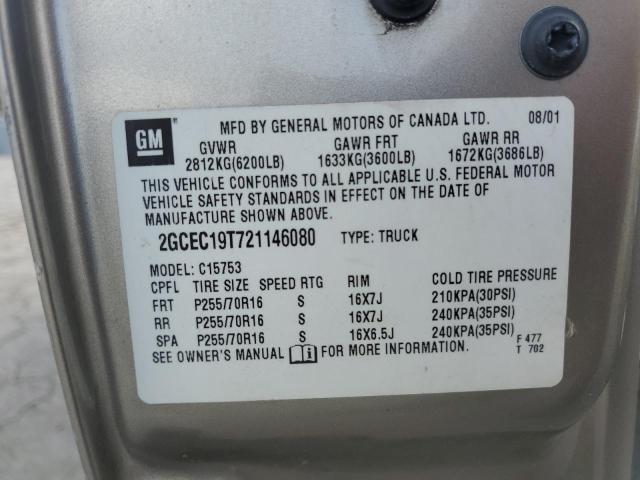 GM
MFD BY GENERAL MOTORS OF CANADA LTD. 08/01
GVWR GAWR FRT GAWR RR
2812KG(6200LB) 1633KG(3600LB) 1672KG(3686LB)
THIS VEHICLE CONFORMS TO ALL APPLICABLE U.S. FEDERAL MOTOR
VEHICLE SAFETY STANDARDS IN EFFECT ON THE DATE OF
MANUFACTURE SHOWN ABOVE.
2GCEC19T721146080 TYPE: TRUCK
MODEL: C15753
CPFL TIRE SIZE SPEED RTG RIM COLD TIRE PRESSURE
FRT P255/70R16 S 16X7J 210KPA(30PSI)
RR P255/70R16 S 16X7J 240KPA(35PSI)
SPA P255/70R16 S 16X6.5J 240KPA(35PSI)
SEE OWNER'S MANUAL FOR MORE INFORMATION.
F 477
T 702